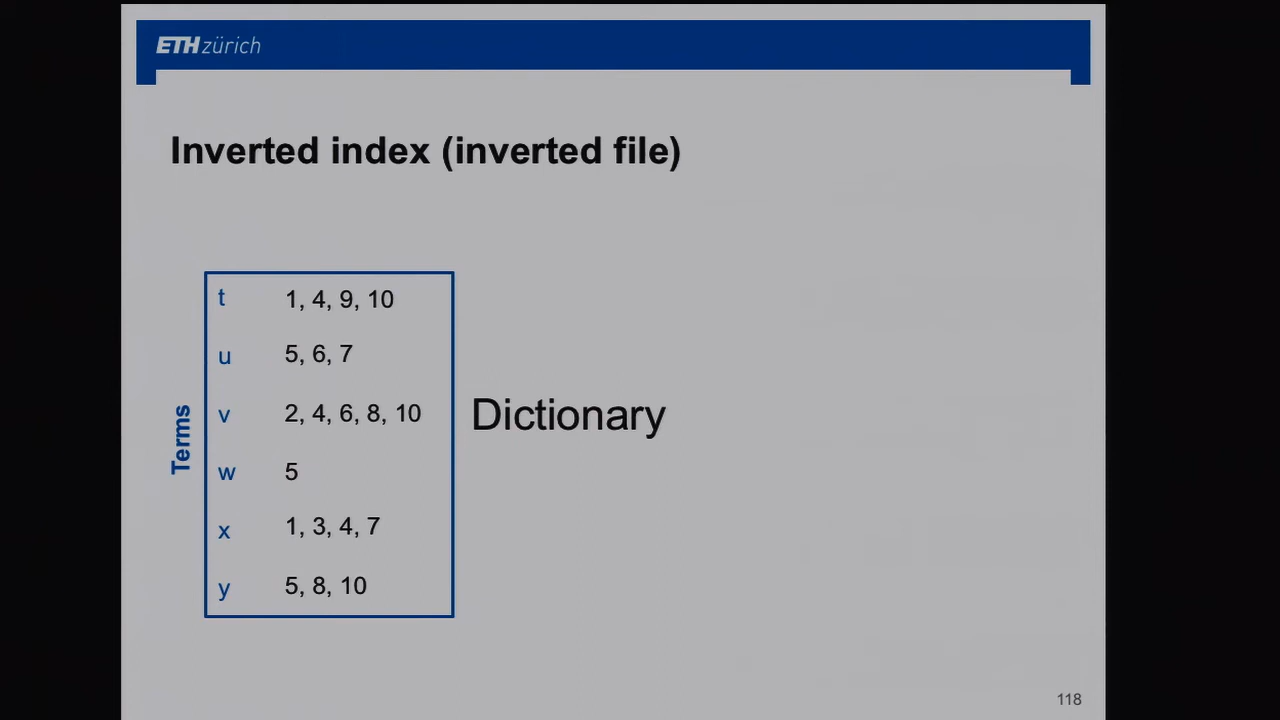 ETH zürich
Inverted index (inverted file)
Terms
t 1, 4, 9, 10
u 5, 6, 7
v 2, 4, 6, 8, 10
w 5
x 1, 3, 4, 7
y 5, 8, 10
Dictionary
118